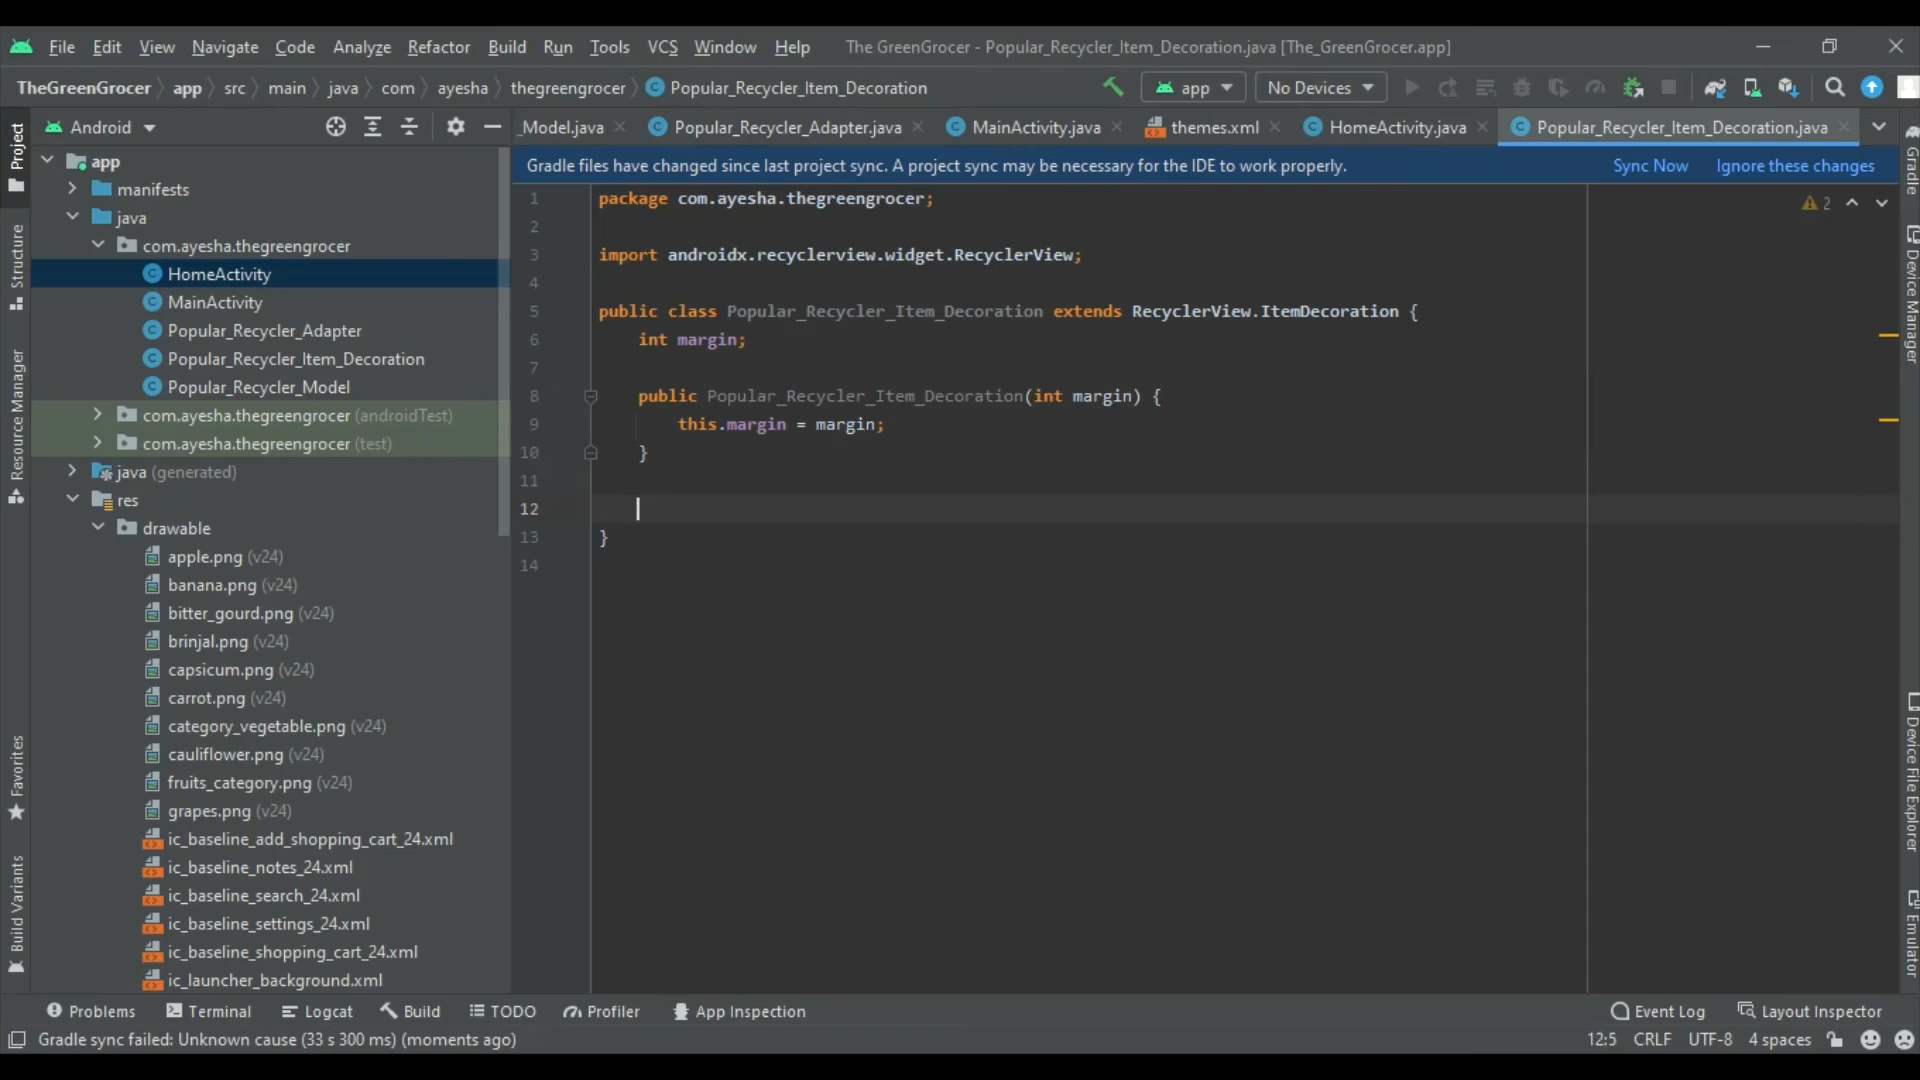 File Edit View Navigate Code Analyze Refactor Build Run Tools VCS Window Help The GreenGrocer - Popular_Recycler_Item_Decoration.java [The_GreenGrocer.app]
TheGreenGrocer app src main java com ayesha thegreengrocer Popular_Recycler_Item_Decoration app No Devices
Android _Model.java Popular_Recycler_Adapter.java MainActivity.java themes.xml HomeActivity.java Popular_Recycler_Item_Decoration.java
Gradle files have changed since last project sync. A project sync may be necessary for the IDE to work properly. Sync Now Ignore these changes
Project
Structure
Resource Manager
Favorites
Build Variants
app
manifests
java
com.ayesha.thegreengrocer
HomeActivity
MainActivity
Popular_Recycler_Adapter
Popular_Recycler_Item_Decoration
Popular_Recycler_Model
com.ayesha.thegreengrocer (androidTest)
com.ayesha.thegreengrocer (test)
java (generated)
res
drawable
apple.png (v24)
banana.png (v24)
bitter_gourd.png (v24)
brinjal.png (v24)
capsicum.png (v24)
carrot.png (v24)
category_vegetable.png (v24)
cauliflower.png (v24)
fruits_category.png (v24)
grapes.png (v24)
ic_baseline_add_shopping_cart_24.xml
ic_baseline_notes_24.xml
ic_baseline_search_24.xml
ic_baseline_settings_24.xml
ic_baseline_shopping_cart_24.xml
ic_launcher_background.xml
1 package com.ayesha.thegreengrocer;
2
3 import androidx.recyclerview.widget.RecyclerView;
4
5 public class Popular_Recycler_Item_Decoration extends RecyclerView.ItemDecoration {
6 int margin;
7
8 public Popular_Recycler_Item_Decoration(int margin) {
9 this.margin = margin;
10 }
11
12
13 }
14
2
Gradle
Device Manager
Device File Explorer
Emulator
Problems Terminal Logcat Build TODO Profiler App Inspection Event Log Layout Inspector
Gradle sync failed: Unknown cause (33 s 300 ms) (moments ago) 12:5 CRLF UTF-8 4 spaces